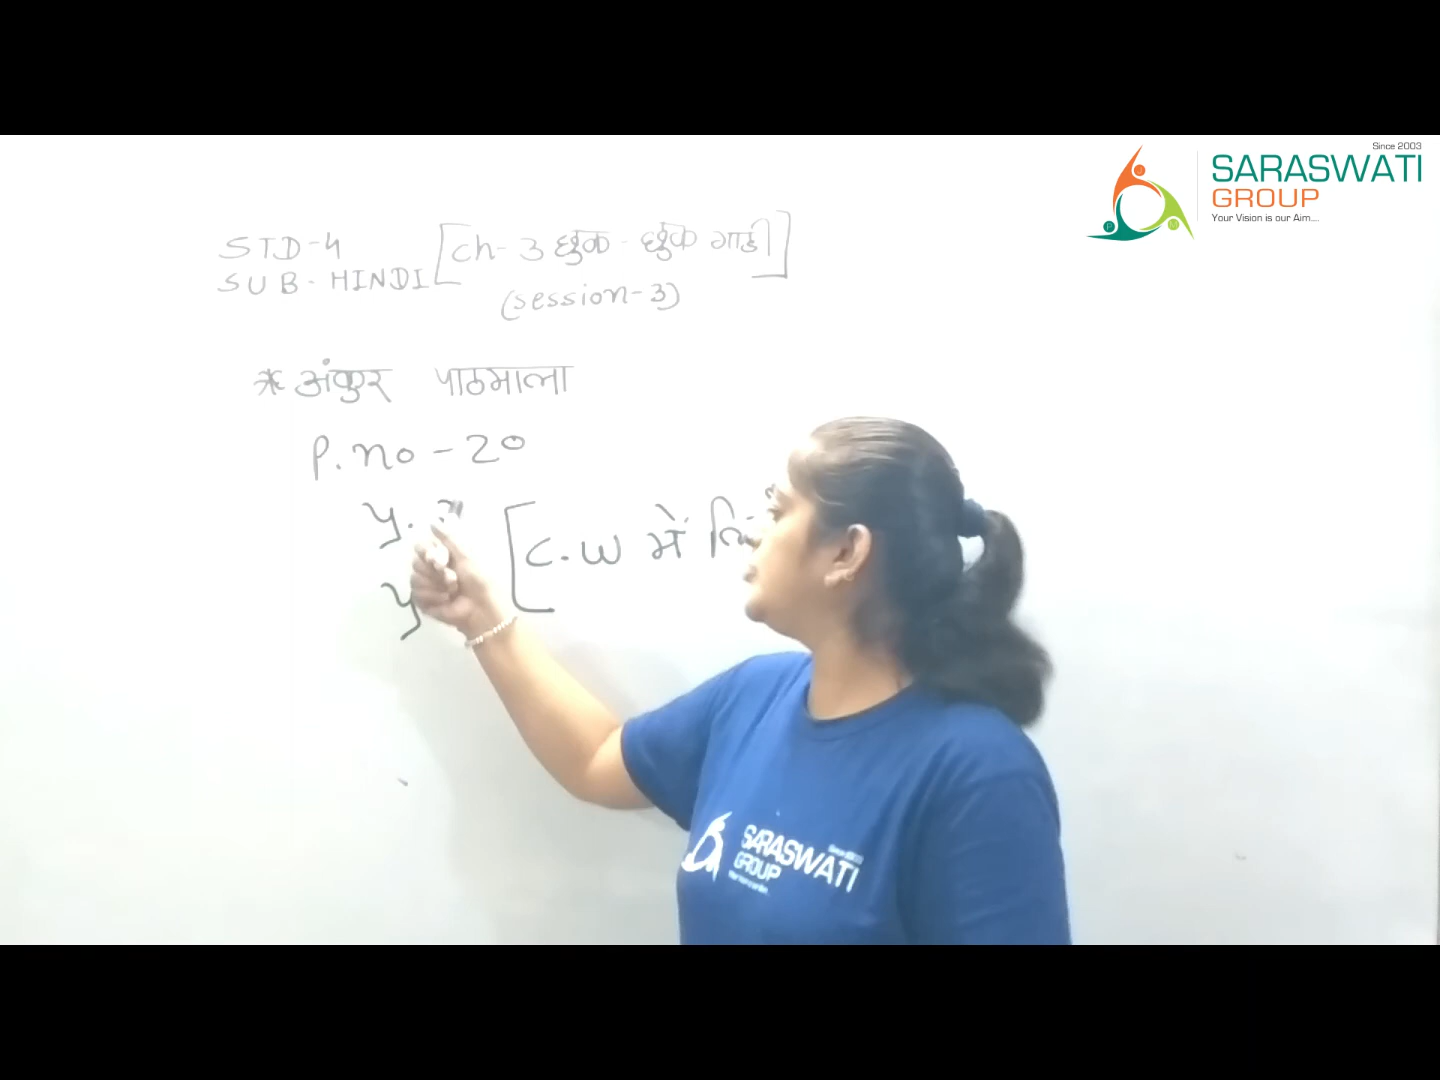 Since 2003
SARASWATI
GROUP
Your Vision is our Aim....
STD-4
SUB-HINDI
[Ch-3 छुक-छुक गाडी]
(session-3)
* अंकुर पाठमाला
P.no-20
प्र.
[C.W में
प्र
SARASWATI
GROUP